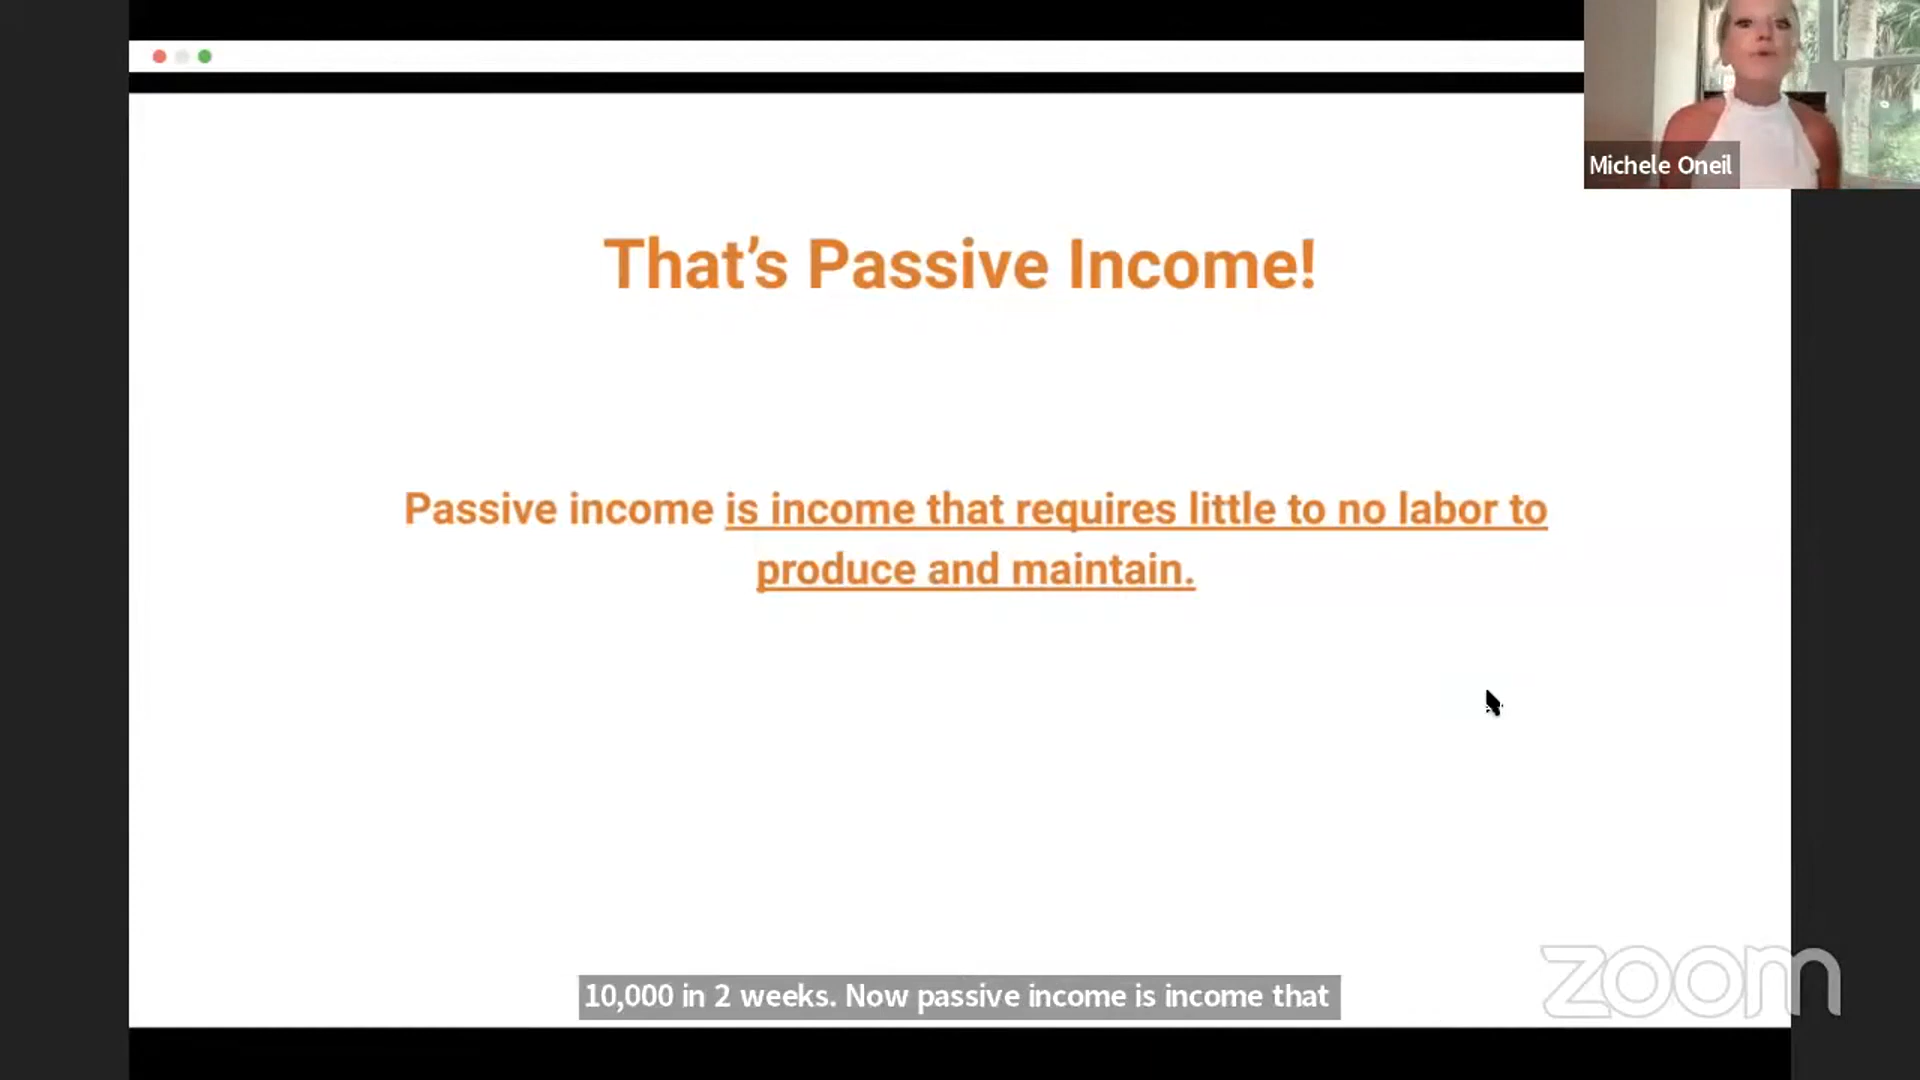 Michele Oneil
That’s Passive Income!
Passive income is income that requires little to no labor to
produce and maintain.
10,000 in 2 weeks. Now passive income is income that
zoom